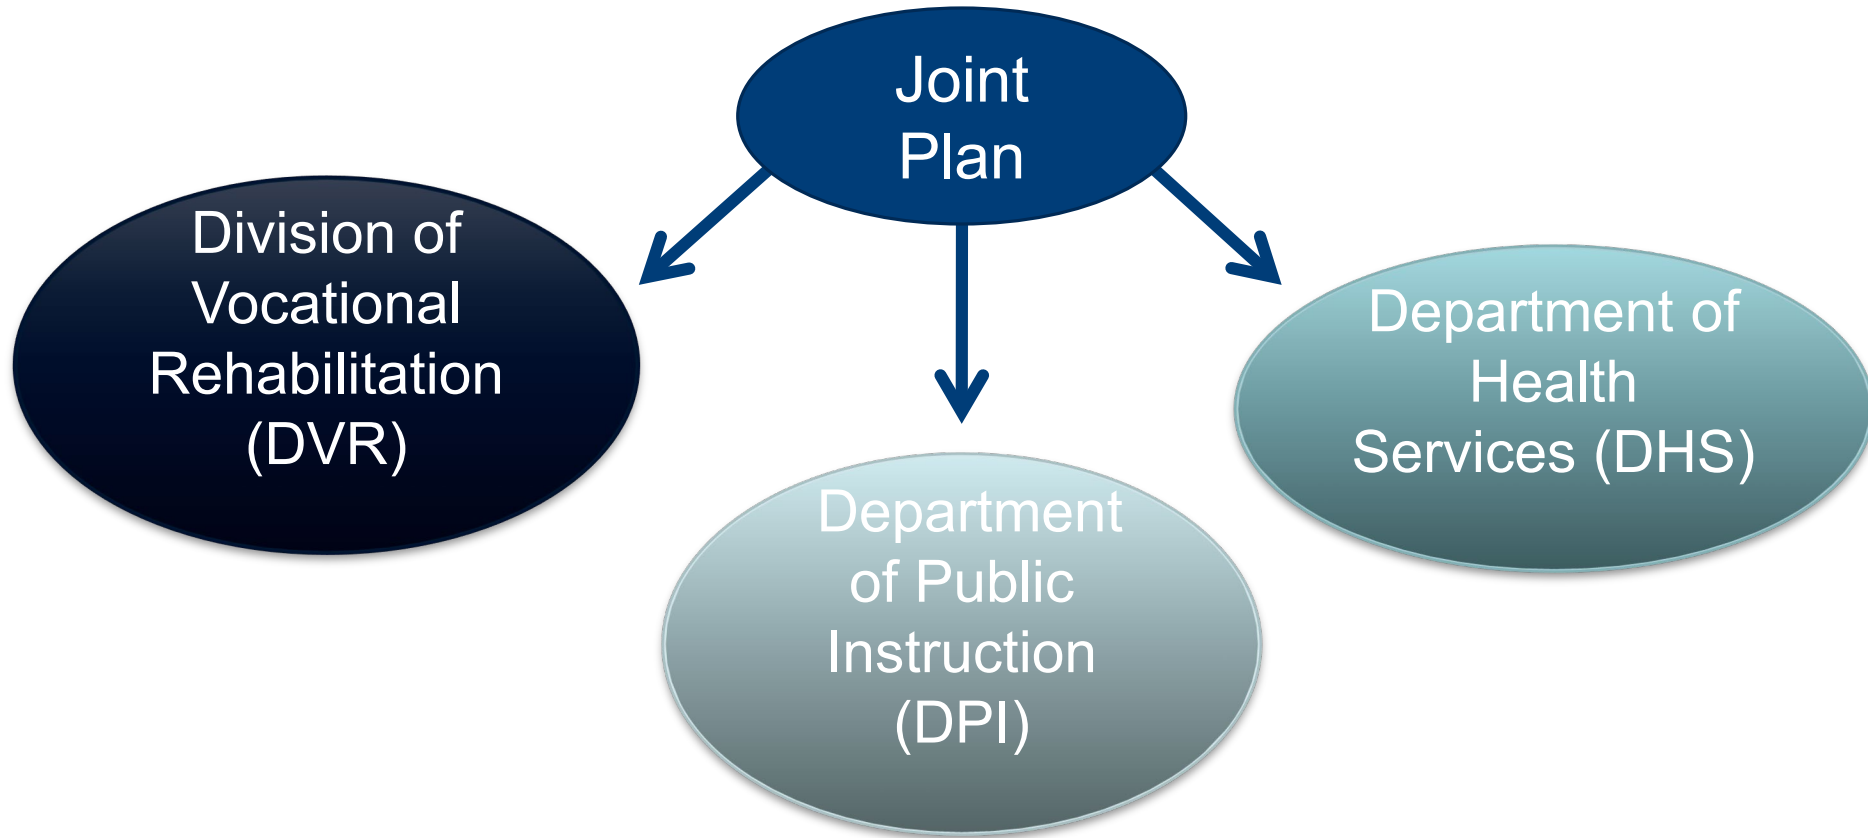 Joint
Plan
Division of
Vocational
Rehabilitation
(DVR)
Department
of Public
Instruction
(DPI)
Department of
Health
Services (DHS)